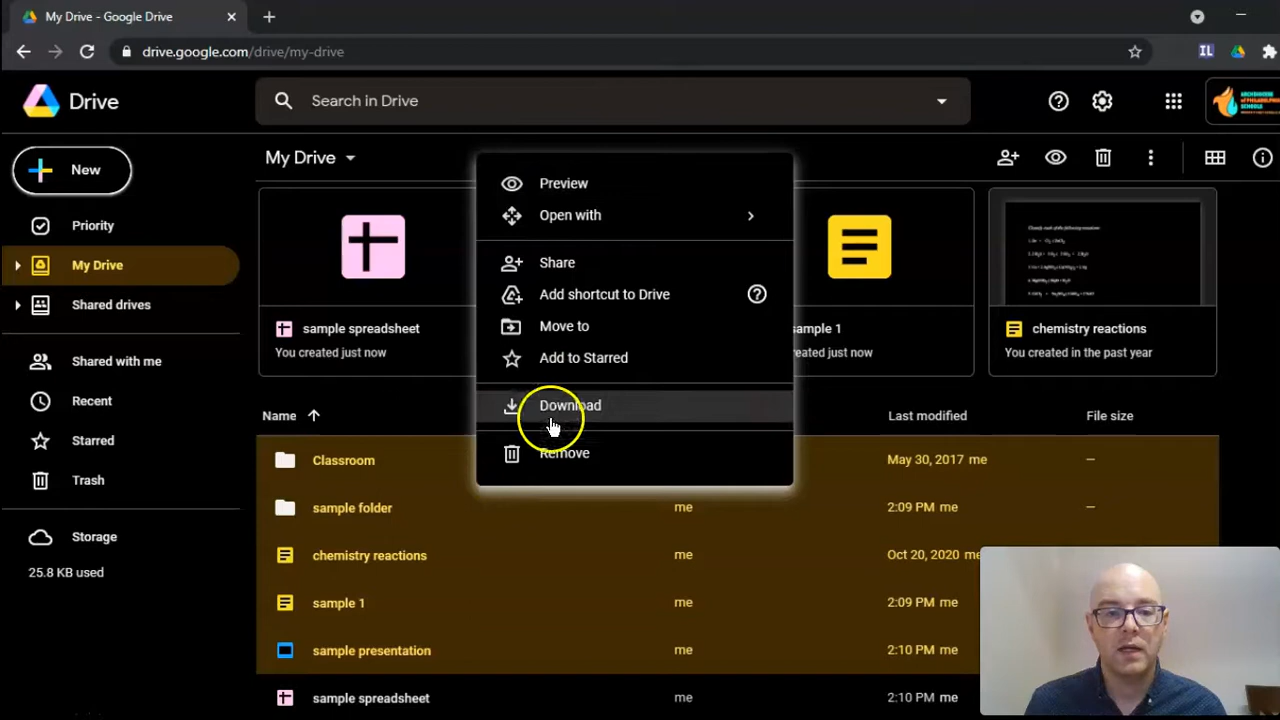 My Drive - Google Drive
drive.google.com/drive/my-drive
IL
Drive
Search in Drive
ARCHDIOCESE
OF PHILADELPHIA
SCHOOLS
New
My Drive
Priority
My Drive
Shared drives
Shared with me
Recent
Starred
Trash
Storage
25.8 KB used
Preview
Open with
Share
Add shortcut to Drive
Move to
Add to Starred
Download
Remove
sample spreadsheet
You created just now
sample 1
created just now
chemistry reactions
You created in the past year
Name
Last modified
File size
Classroom
May 30, 2017 me
—
sample folder
me
2:09 PM me
—
chemistry reactions
me
Oct 20, 2020 me
sample 1
me
2:09 PM me
sample presentation
me
2:10 PM me
sample spreadsheet
me
2:10 PM me